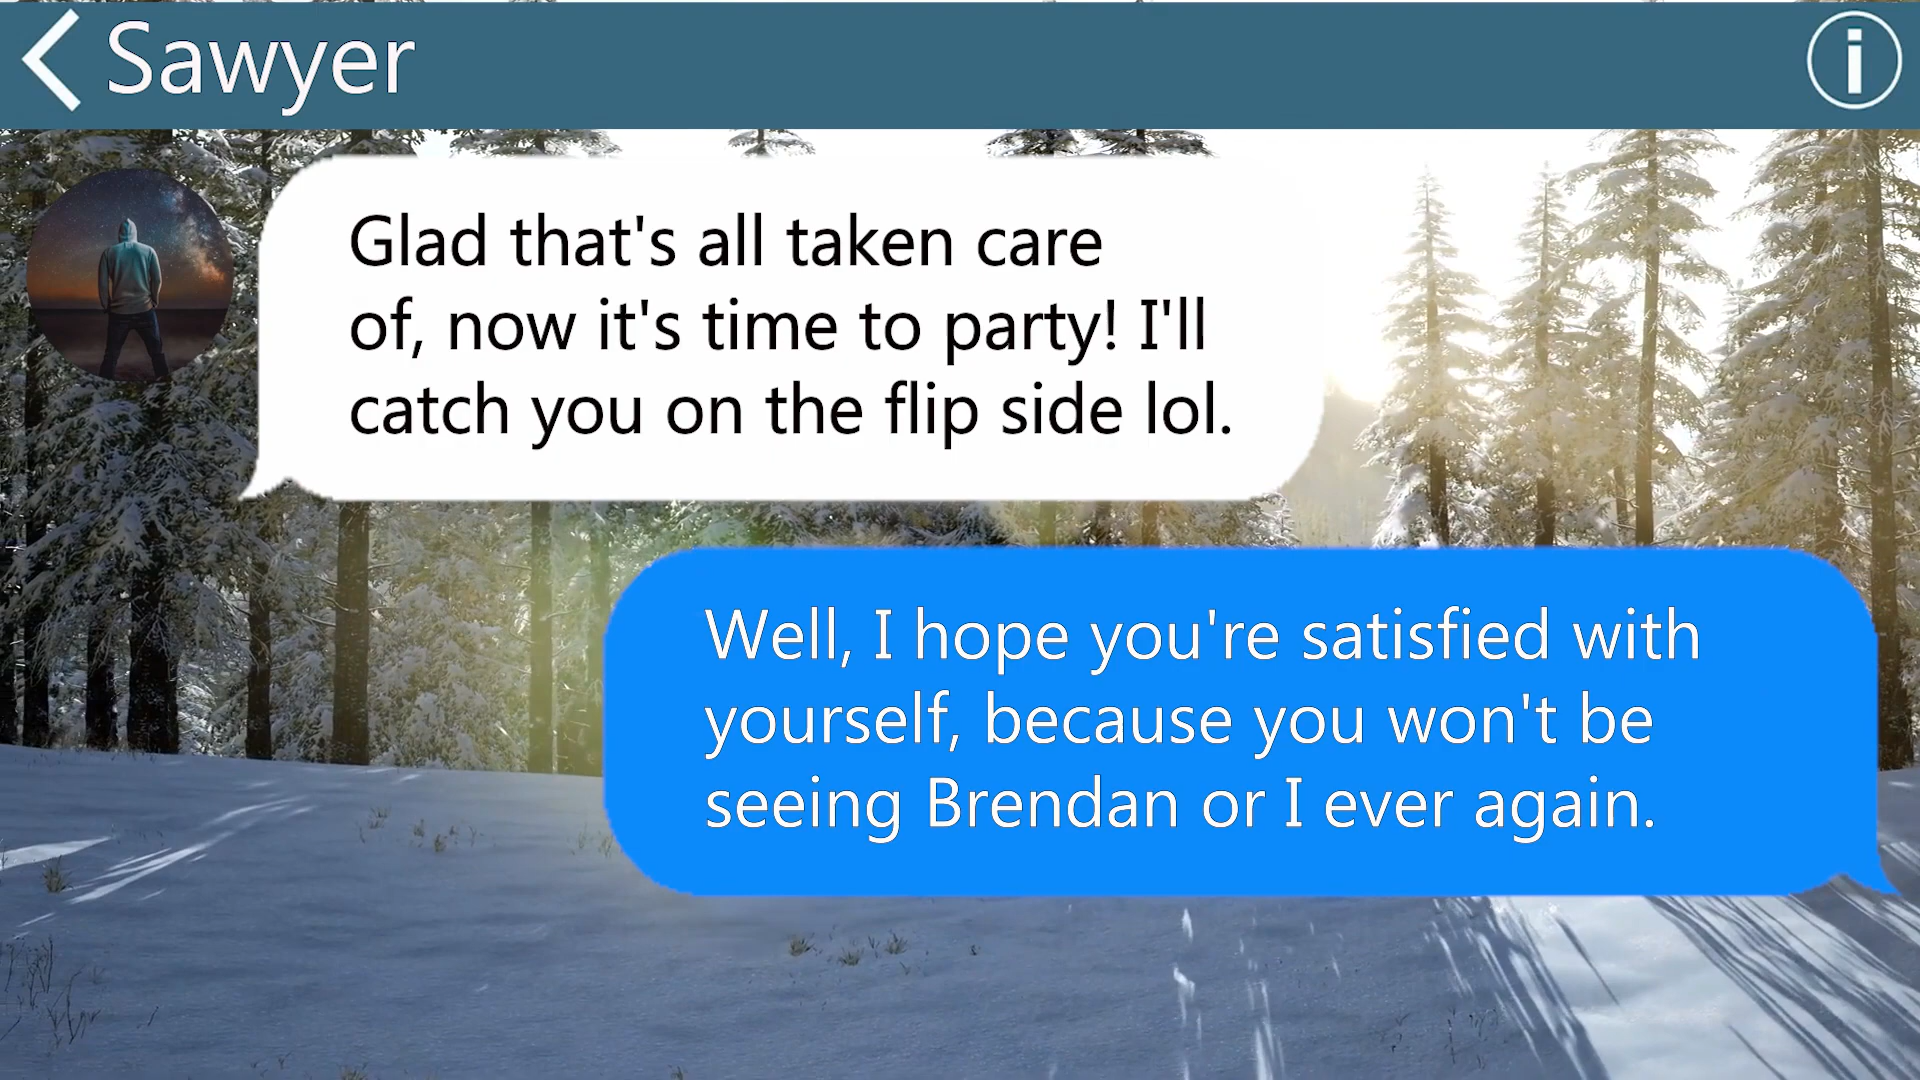 Sawyer
Glad that's all taken care
of, now it's time to party! I'll
catch you on the flip side lol.
Well, I hope you're satisfied with
yourself, because you won't be
seeing Brendan or I ever again.